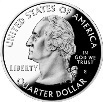 UNITED STATES OF AMERICA
LIBERTY
IN
GOD WE
TRUST
S
QUARTER DOLLAR